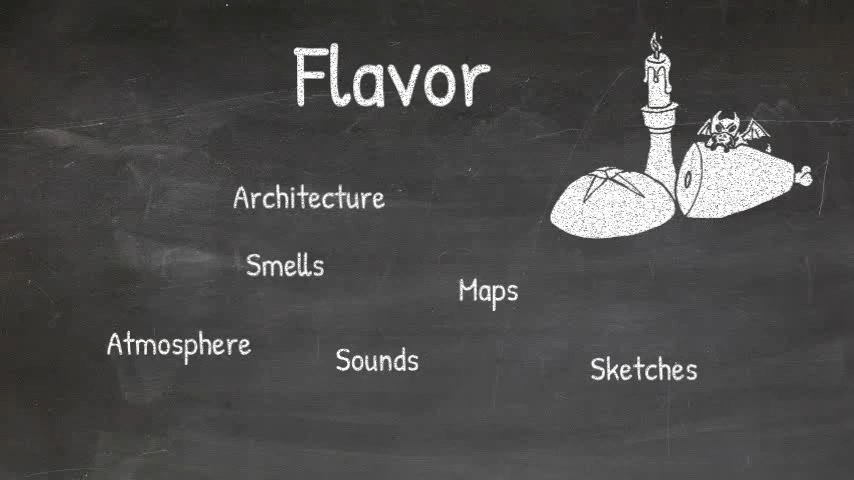 Flavor
Architecture
Smells
Maps
Atmosphere
Sounds
Sketches